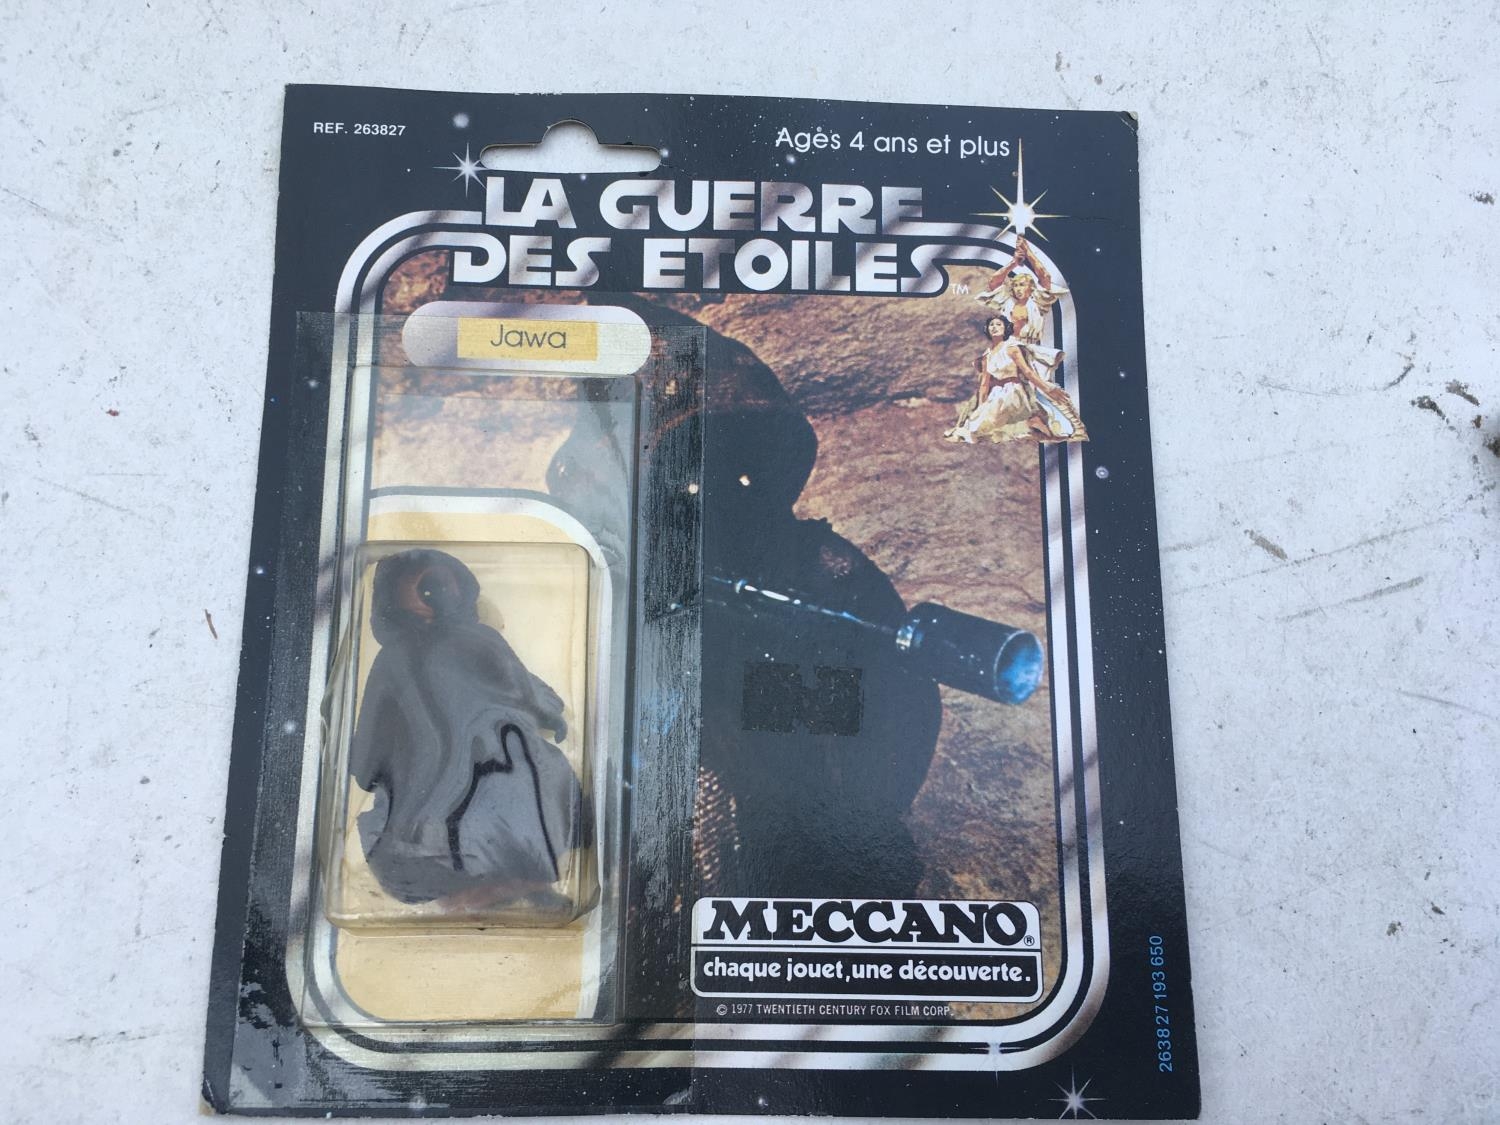 REF. 263827
Ages 4 ans et plus
LA GUERRE
DES ETOILES
TM
Jawa
MECCANO®
chaque jouet, une découverte.
© 1977 TWENTIETH CENTURY FOX FILM CORP.
263827 193 650